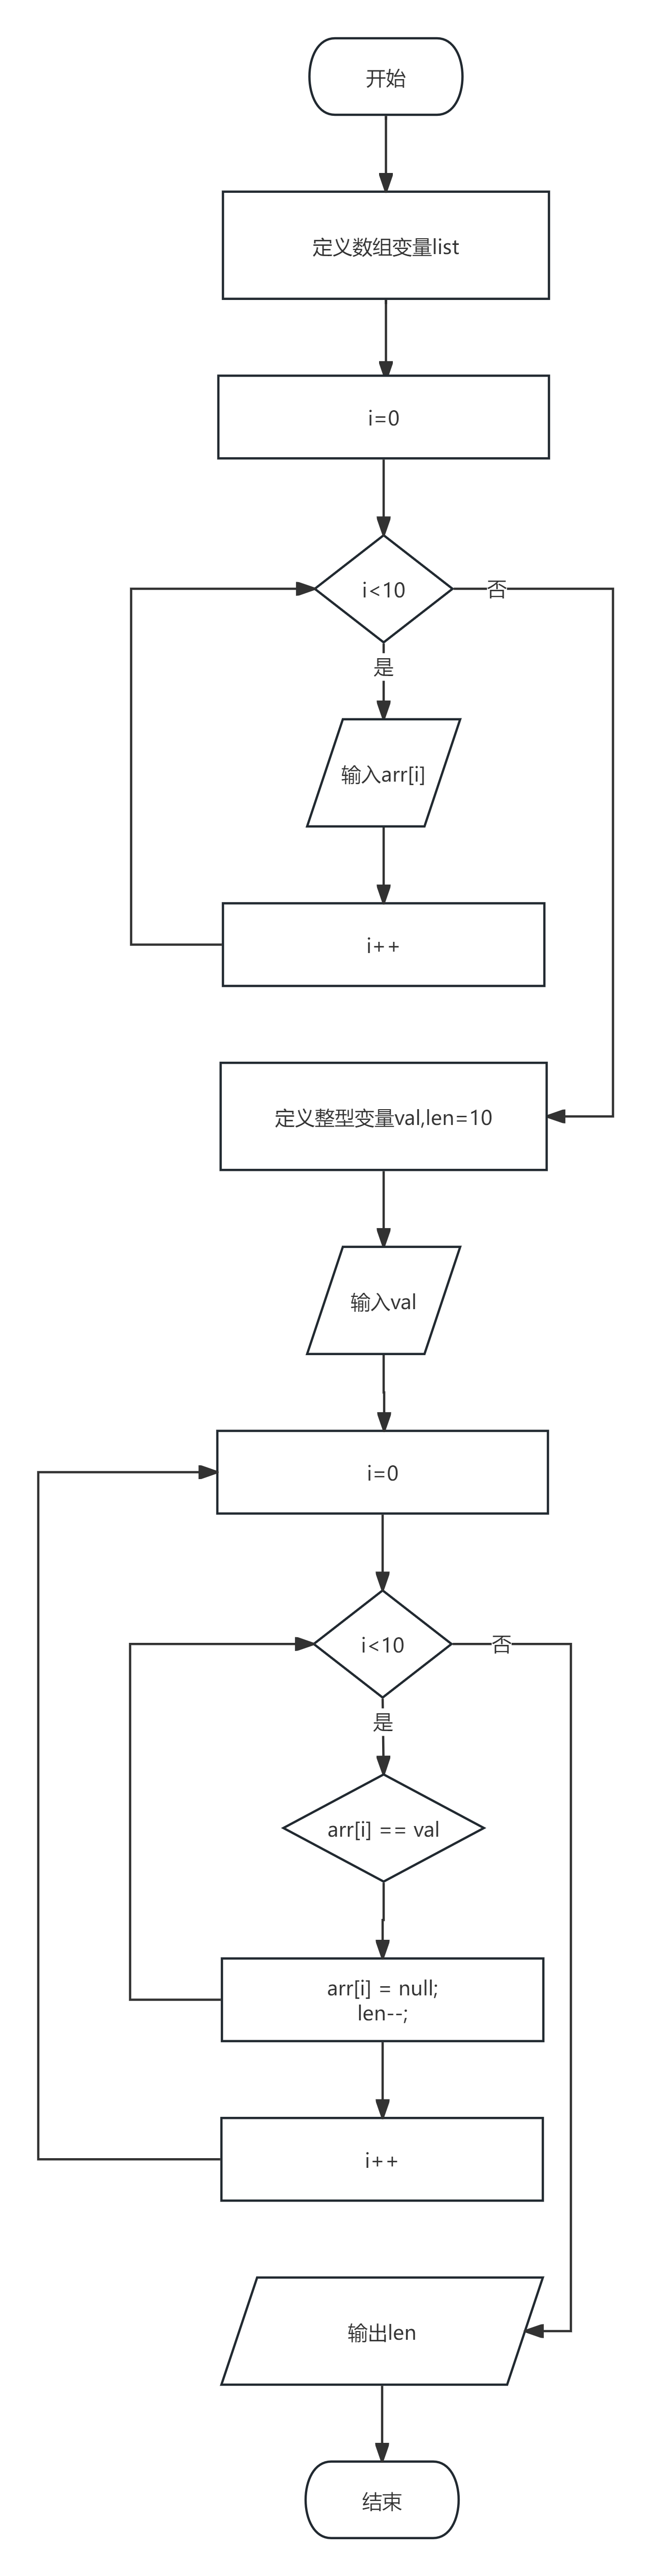 开始
定义数组变量list
i=0
i<10
否
是
输入arr[i]
i++
定义整型变量val,len=10
输入val
i=0
i<10
否
是
arr[i] == val
arr[i] = null;
len--;
i++
输出len
结束